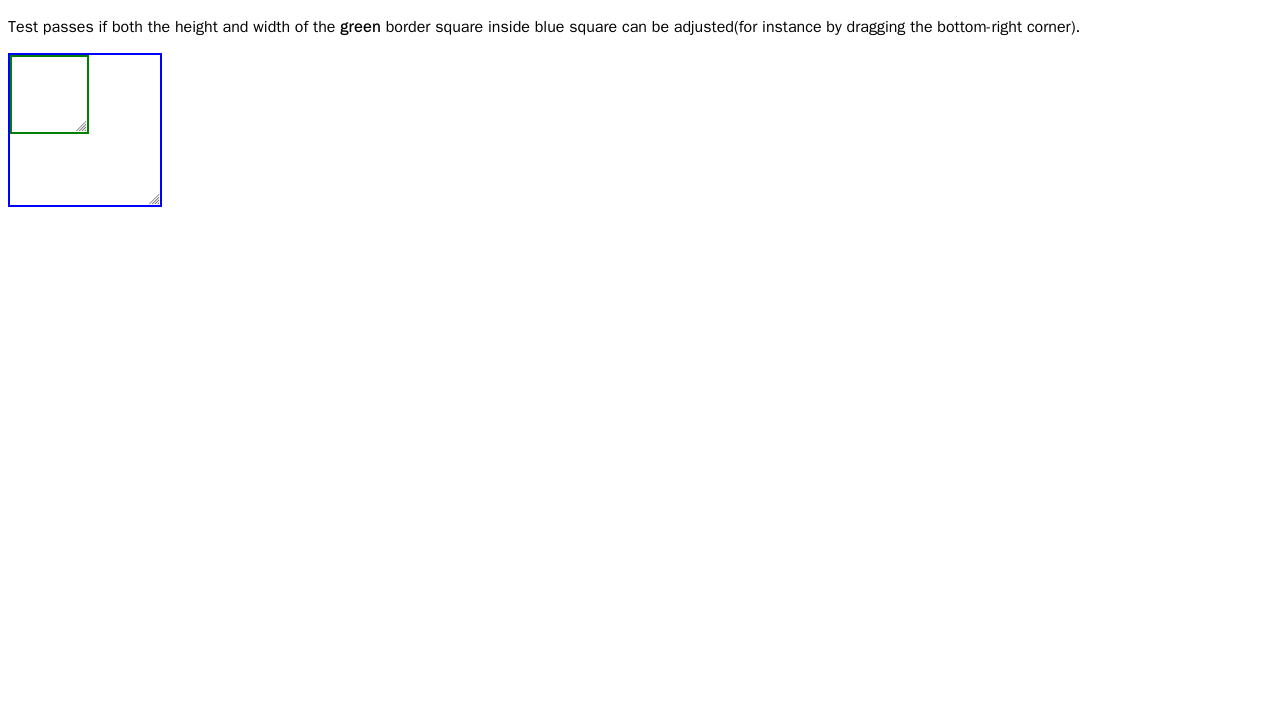 Test passes if both the height and width of the green border square inside blue square can be adjusted(for instance by dragging the bottom-right corner).